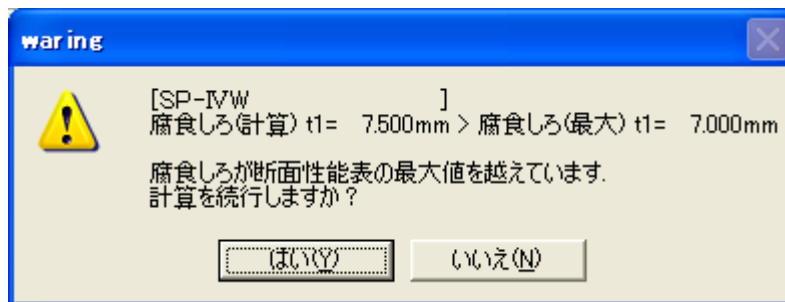 waring
[SP-ⅣW ]
腐食しろ(計算) t1= 7.500mm > 腐食しろ(最大) t1= 7.000mm
腐食しろが断面性能表の最大値を越えています.
計算を続行しますか？
はい(Y) いいえ(N)